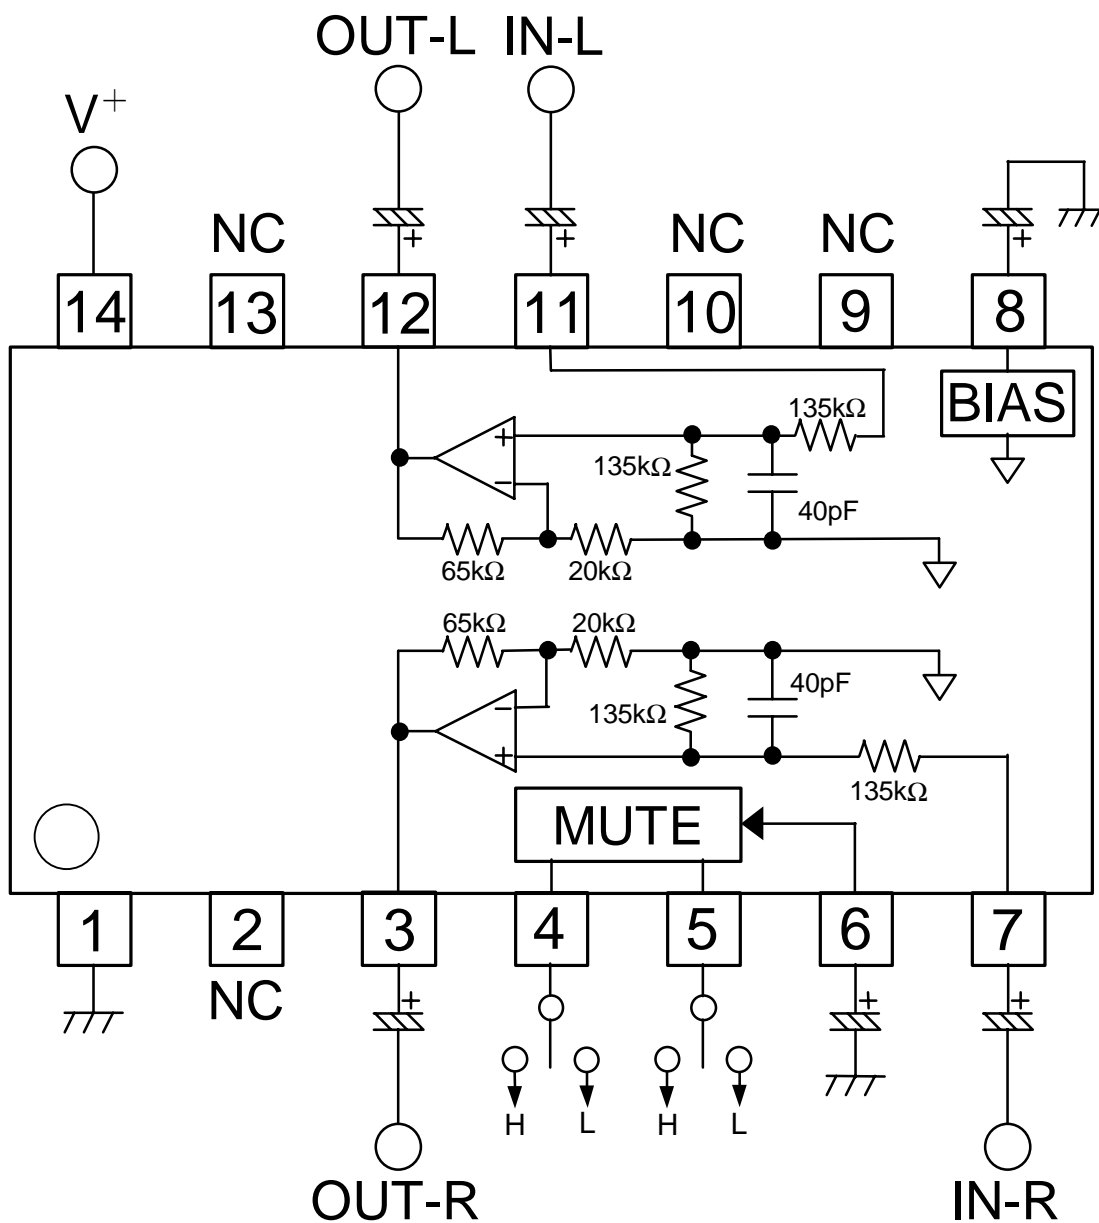 OUT-L IN-L
V+
NC NC NC
+ + +
14 13 12 11 10 9 8
BIAS
135kΩ
+
135kΩ
−
40pF
65kΩ 20kΩ
65kΩ 20kΩ
40pF
−
135kΩ
+
135kΩ
MUTE
1 2 3 4 5 6 7
NC
+ + +
H L H L
OUT-R IN-R